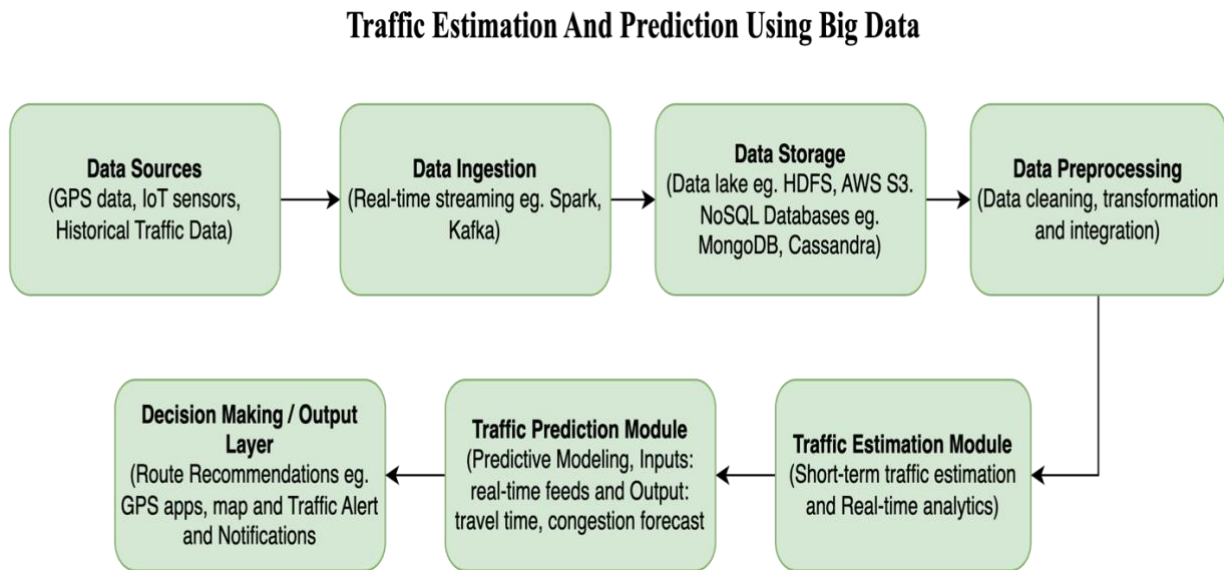 Traffic Estimation And Prediction Using Big Data
Data Sources
(GPS data, IoT sensors,
Historical Traffic Data)
Data Ingestion
(Real-time streaming eg. Spark,
Kafka)
Data Storage
(Data lake eg. HDFS, AWS S3.
NoSQL Databases eg.
MongoDB, Cassandra)
Data Preprocessing
(Data cleaning, transformation
and integration)
Decision Making / Output
Layer
(Route Recommendations eg.
GPS apps, map and Traffic Alert
and Notifications
Traffic Prediction Module
(Predictive Modeling, Inputs:
real-time feeds and Output:
travel time, congestion forecast
Traffic Estimation Module
(Short-term traffic estimation
and Real-time analytics)